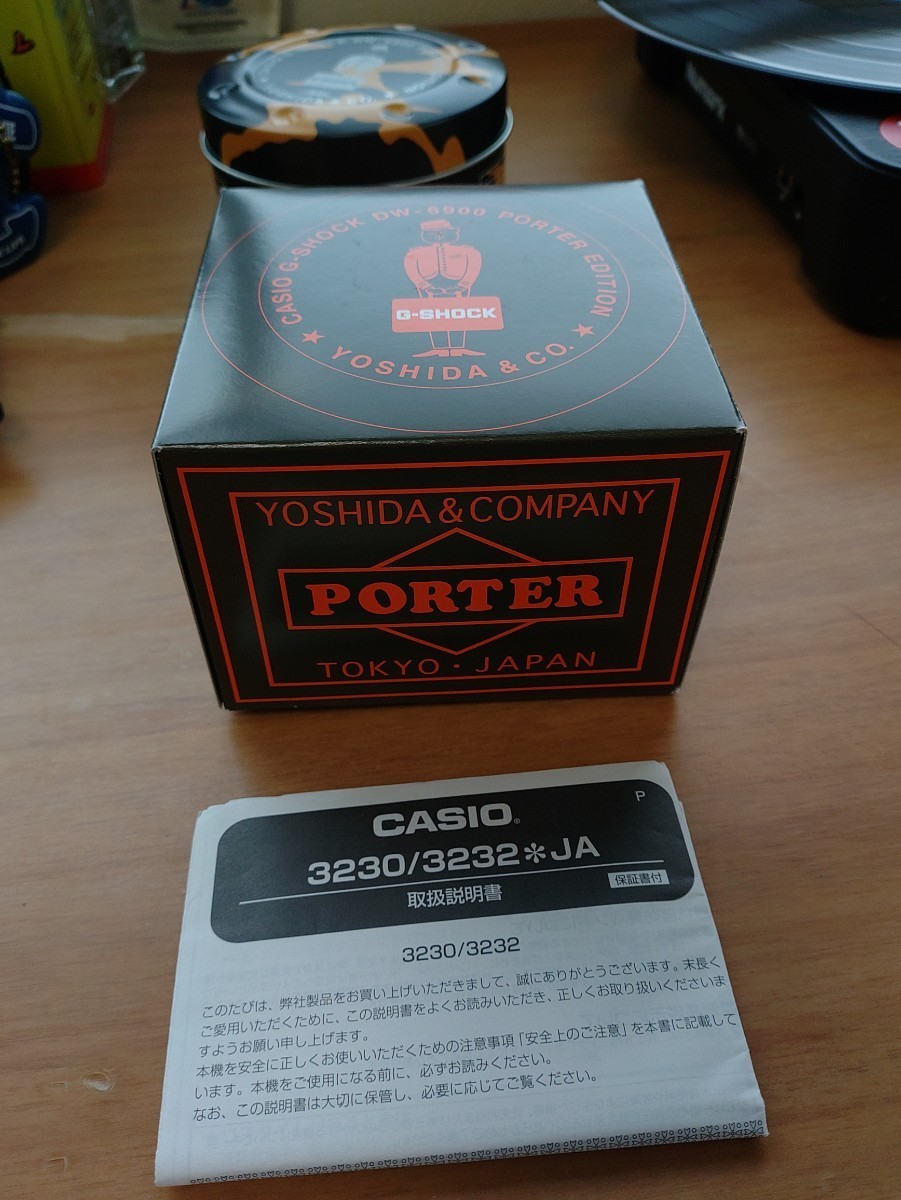 CASIO G-SHOCK DW-6900 PORTER EDITION
G-SHOCK
★ YOSHIDA & CO. ★
YOSHIDA & COMPANY
PORTER
TOKYO・JAPAN
P
CASIO®
3230/3232✻JA
取扱説明書
保証書付
3230/3232
このたびは、弊社製品をお買い上げいただきまして、誠にありがとうございます。末長く
ご愛用いただくために、この説明書をよくお読みいただき、正しくお取り扱いくださいま
すようお願い申し上げます。
本機を安全に正しくお使いいただくための注意事項「安全上のご注意」を本書に記載して
います。本機をご使用になる前に、必ずお読みください。
なお、この説明書は大切に保管し、必要に応じてご覧ください。